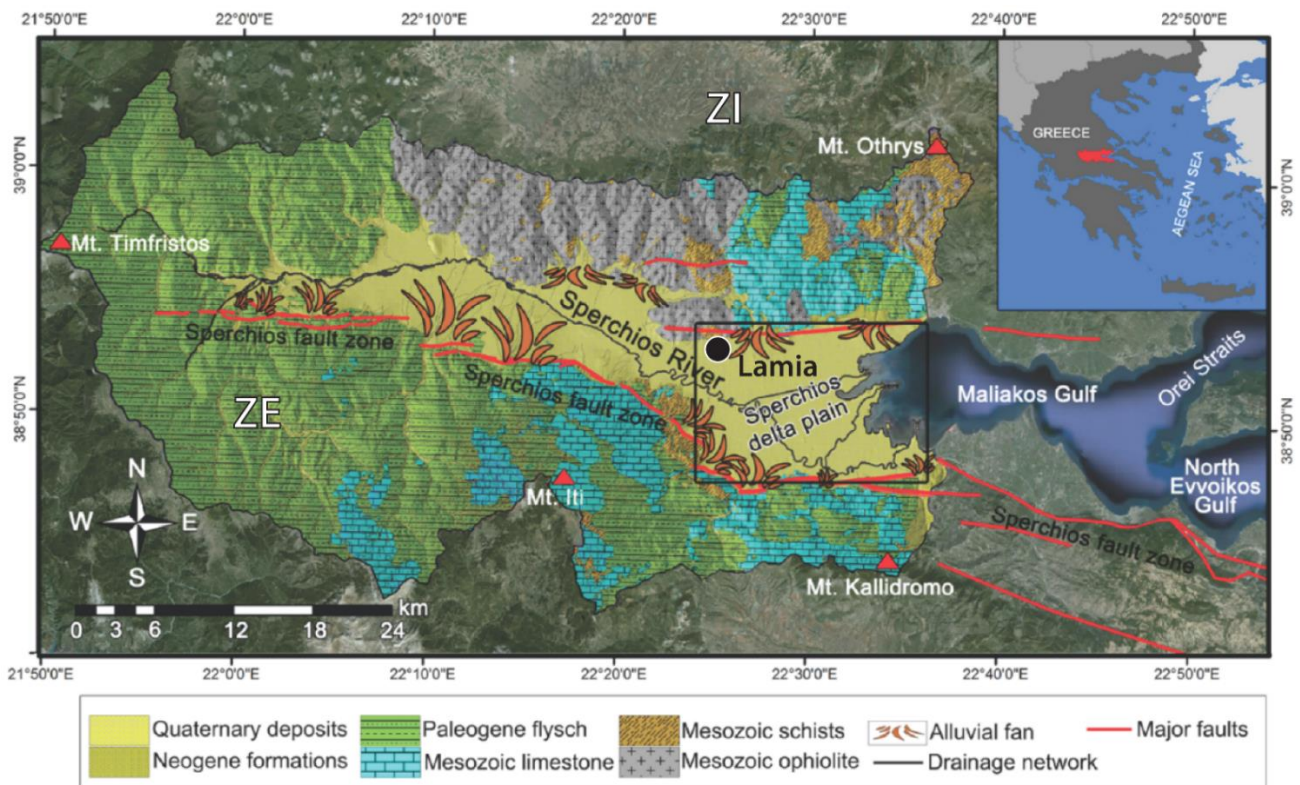 21°50'0"E 22°0'0"E 22°10'0"E 22°20'0"E 22°30'0"E 22°40'0"E 22°50'0"E
ZI
GREECE
AEGEAN SEA
Mt. Othrys
39°0'0"N
39°0'0"N
Mt. Timfristos
Sperchios River
Sperchios fault zone
Lamia
Sperchios fault zone
Sperchios
delta plain
Maliakos Gulf
Orei Straits
38°50'0"N
38°50'0"N
ZE
North
Evvoikos
Gulf
N
W E
S
Mt. Iti
Sperchios fault zone
Mt. Kallidromo
km
0 3 6 12 18 24
21°50'0"E 22°0'0"E 22°10'0"E 22°20'0"E 22°30'0"E 22°40'0"E 22°50'0"E
Quaternary deposits Paleogene flysch Mesozoic schists Alluvial fan Major faults
Neogene formations Mesozoic limestone Mesozoic ophiolite Drainage network